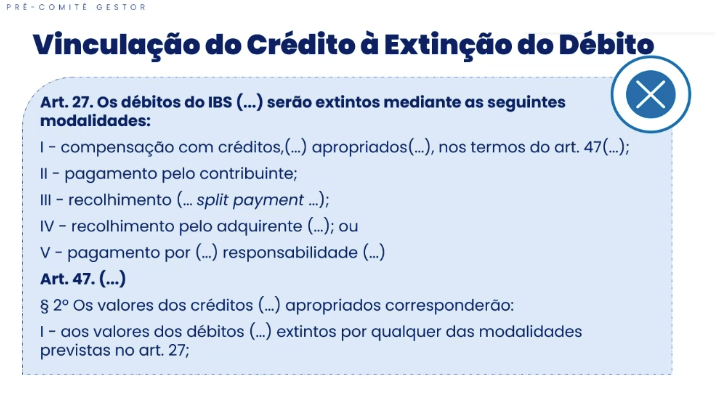 PRÉ-COMITÊ GESTOR
Vinculação do Crédito à Extinção do Débito
Art. 27. Os débitos do IBS (...) serão extintos mediante as seguintes
modalidades:
I - compensação com créditos,(...) apropriados(...), nos termos do art. 47(...);
II - pagamento pelo contribuinte;
III - recolhimento (... split payment ...);
IV - recolhimento pelo adquirente (...); ou
V - pagamento por (...) responsabilidade (...)
Art. 47. (...)
§ 2º Os valores dos créditos (...) apropriados corresponderão:
I - aos valores dos débitos (...) extintos por qualquer das modalidades
previstas no art. 27;